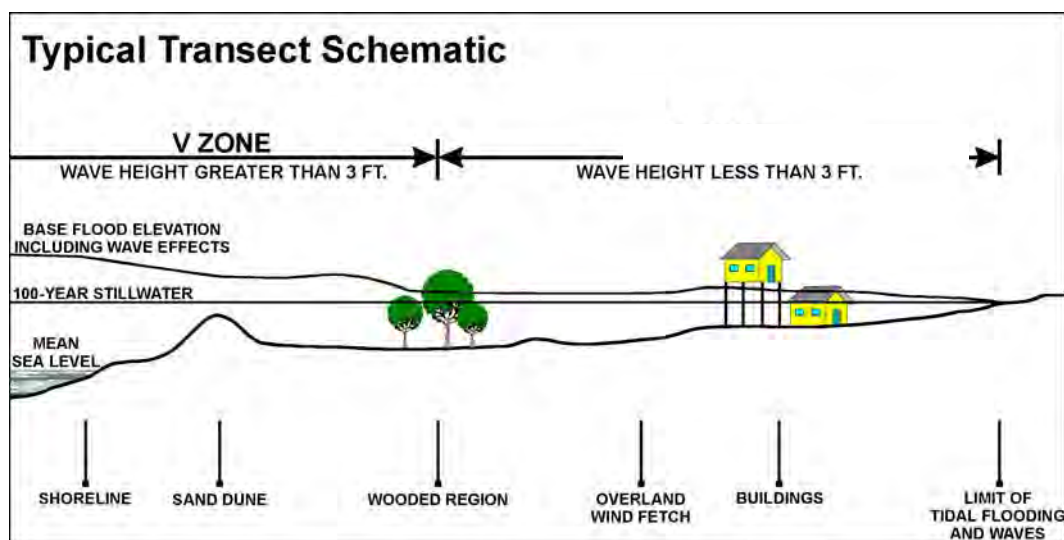 Typical Transect Schematic
V ZONE
WAVE HEIGHT GREATER THAN 3 FT.
WAVE HEIGHT LESS THAN 3 FT.
BASE FLOOD ELEVATION
INCLUDING WAVE EFFECTS
100-YEAR STILLWATER
MEAN
SEA LEVEL
SHORELINE
SAND DUNE
WOODED REGION
OVERLAND
WIND FETCH
BUILDINGS
LIMIT OF
TIDAL FLOODING
AND WAVES